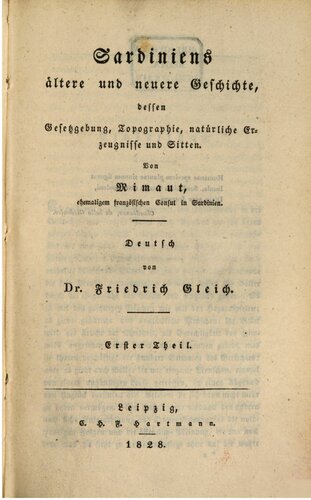 Sardiniens
ältere und neuere Geschichte,
dessen
Gesetzgebung, Topographie, natürliche Er-
zeugnisse und Sitten.
Von
Mimaut,
ehemaligem französischen Consul in Sardinien.
Deutsch
von
Dr. Friedrich Gleich.
Erster Theil.
Leipzig,
C. H. F. Hartmann.
1828.